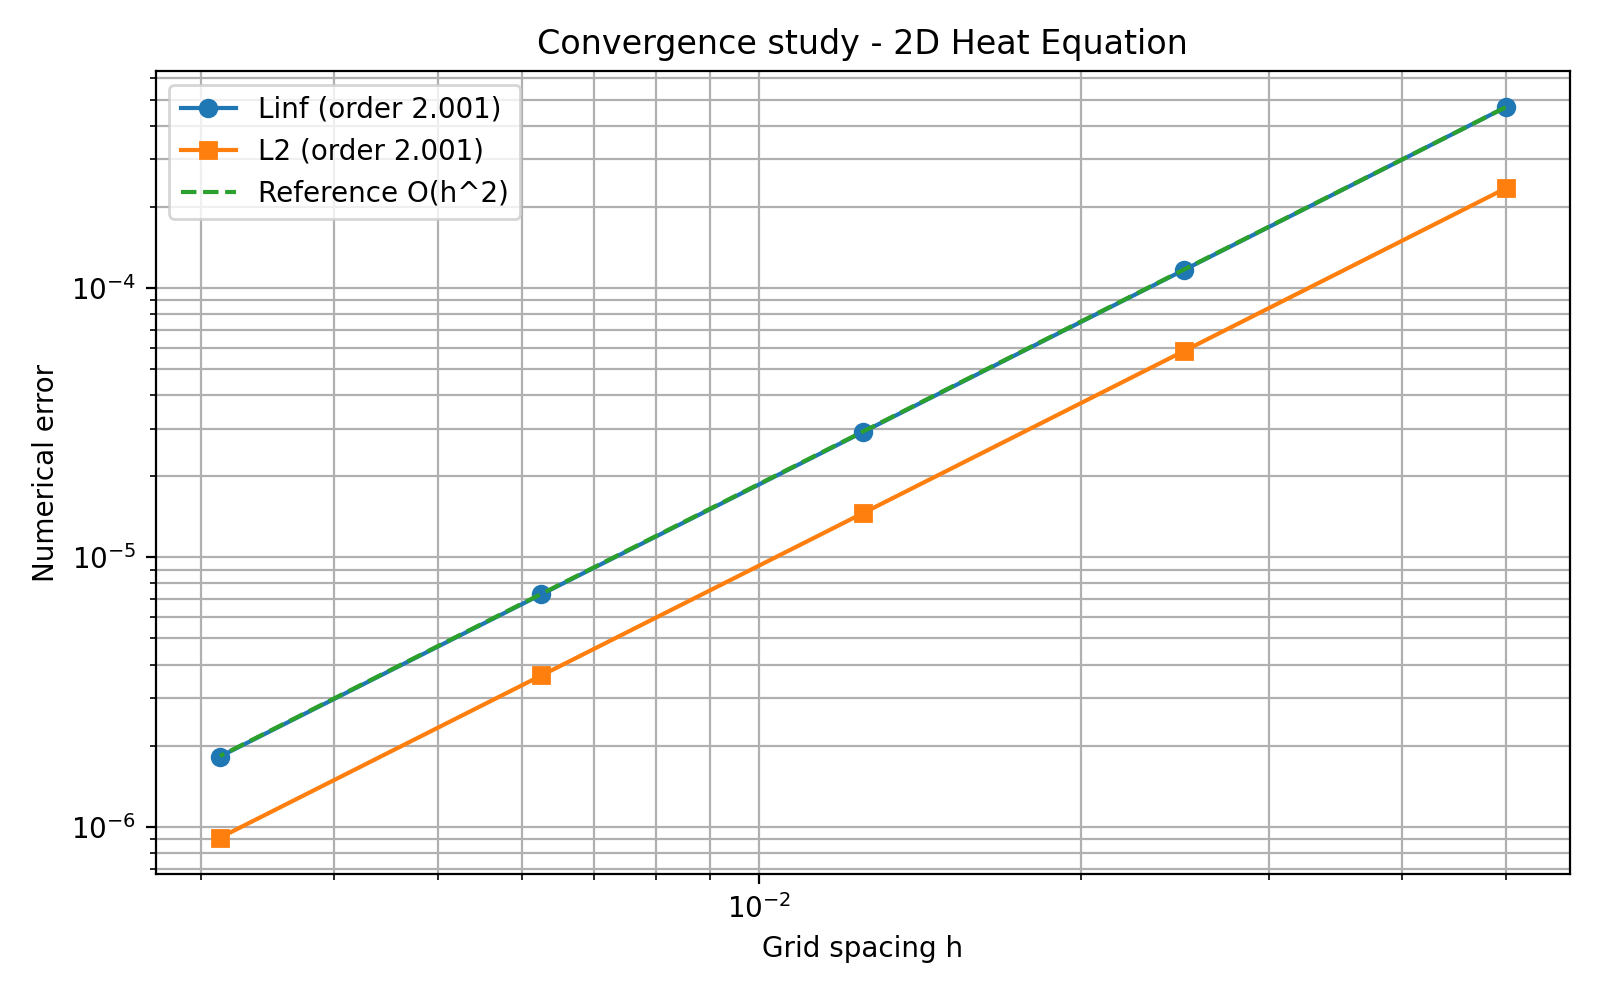 Convergence study - 2D Heat Equation
Linf (order 2.001)
L2 (order 2.001)
Reference O(h^2)
Numerical error
10⁻⁴
10⁻⁵
10⁻⁶
10⁻²
Grid spacing h